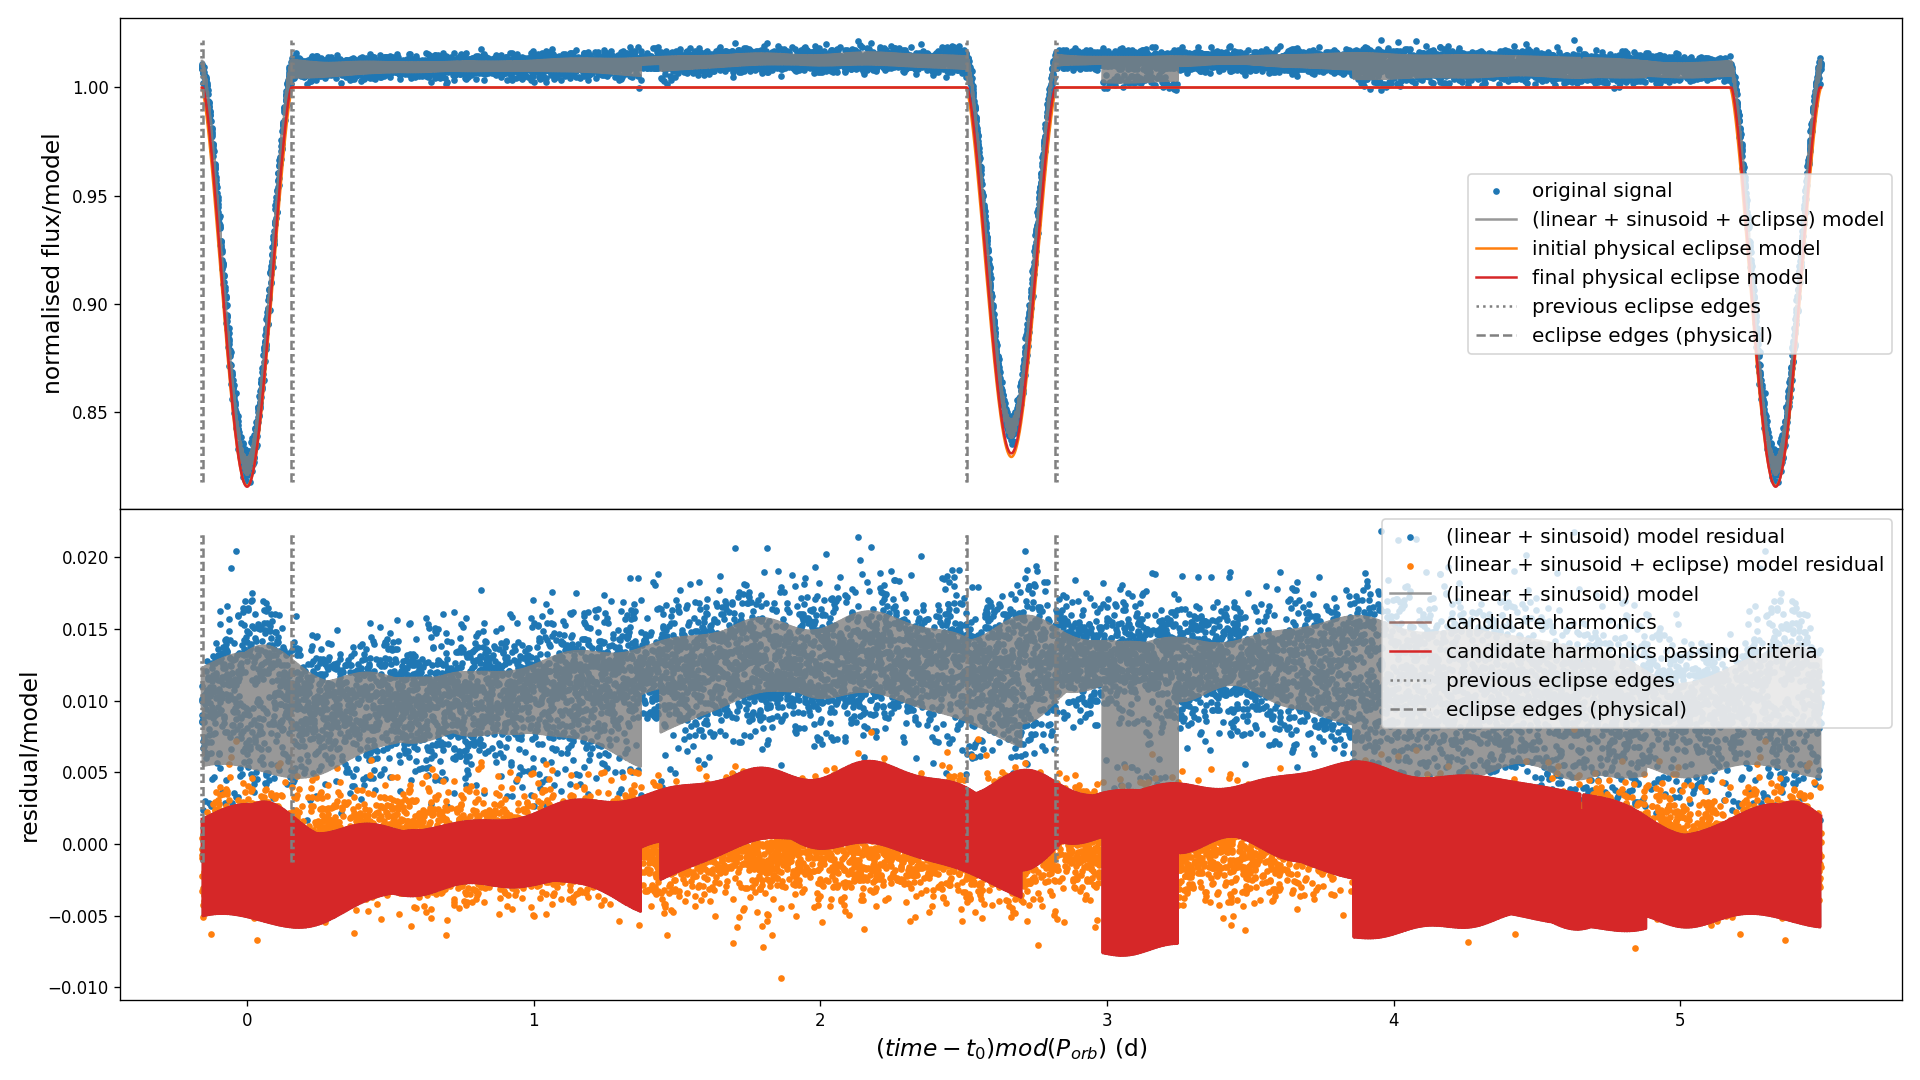 1.00
0.95
0.90
0.85
normalised flux/model
original signal
(linear + sinusoid + eclipse) model
initial physical eclipse model
final physical eclipse model
previous eclipse edges
eclipse edges (physical)
0.020
0.015
0.010
0.005
0.000
−0.005
−0.010
residual/model
(linear + sinusoid) model residual
(linear + sinusoid + eclipse) model residual
(linear + sinusoid) model
candidate harmonics
candidate harmonics passing criteria
previous eclipse edges
eclipse edges (physical)
0 1 2 3 4 5
(time − t₀)mod(P_orb) (d)